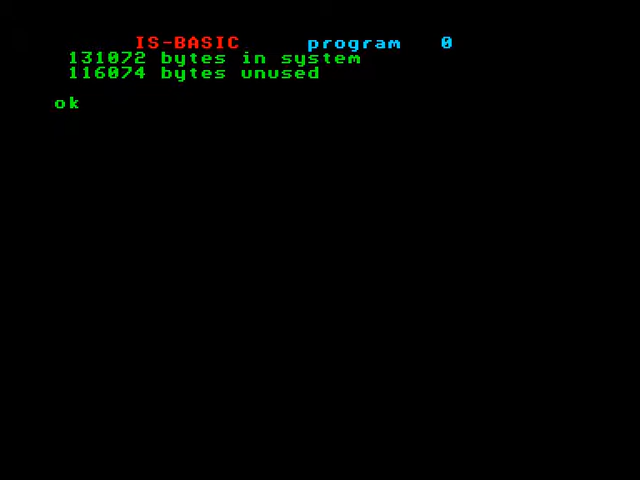 IS-BASIC program 0
131072 bytes in system
116074 bytes unused
ok